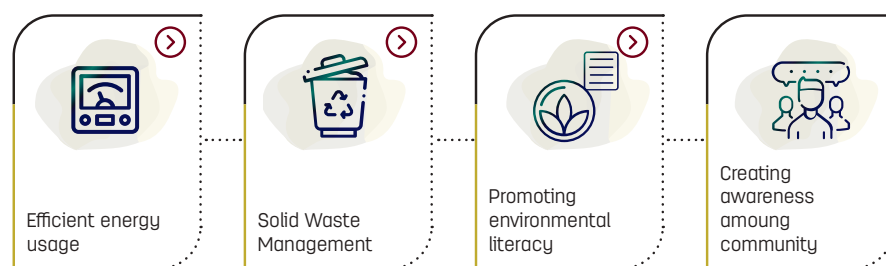 Efficient energy
usage
Solid Waste
Management
Promoting
environmental
literacy
Creating
awareness
amoung
community